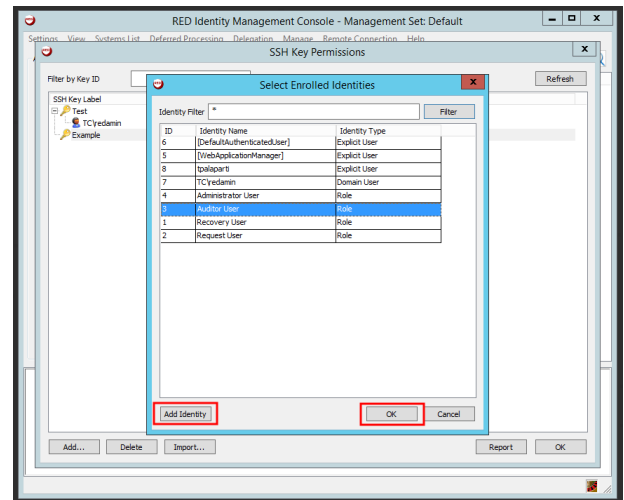 RED Identity Management Console - Management Set: Default
Settings View Systems List Deferred Processing Delegation Manage Remote Connection Help
SSH Key Permissions
Filter by Key ID
Refresh
SSH Key Label
Test
TC\redamin
Example
Select Enrolled Identities
Identity Filter *
Filter
ID Identity Name Identity Type
6 [DefaultAuthenticatedUser] Explicit User
5 [WebApplicationManager] Explicit User
8 tpalaparti Explicit User
7 TC\redamin Domain User
4 Administrator User Role
3 Auditor User Role
1 Recovery User Role
2 Request User Role
Add Identity OK Cancel
Add... Delete Import... Report OK